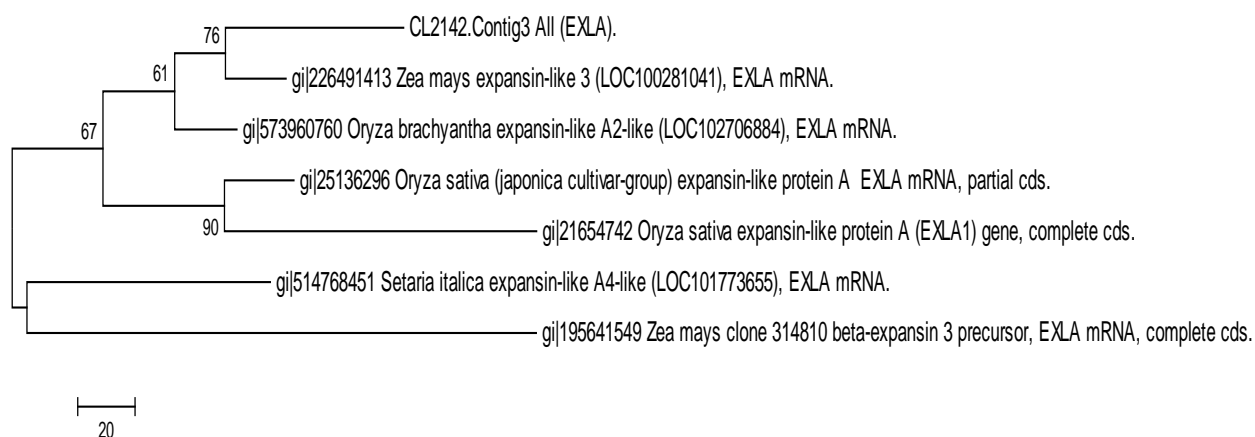 CL2142.Contig3 All (EXLA).
76
gi|226491413 Zea mays expansin-like 3 (LOC100281041), EXLA mRNA.
61
gi|573960760 Oryza brachyantha expansin-like A2-like (LOC102706884), EXLA mRNA.
67
gi|25136296 Oryza sativa (japonica cultivar-group) expansin-like protein A EXLA mRNA, partial cds.
90
gi|21654742 Oryza sativa expansin-like protein A (EXLA1) gene, complete cds.
gi|514768451 Setaria italica expansin-like A4-like (LOC101773655), EXLA mRNA.
gi|195641549 Zea mays clone 314810 beta-expansin 3 precursor, EXLA mRNA, complete cds.
20